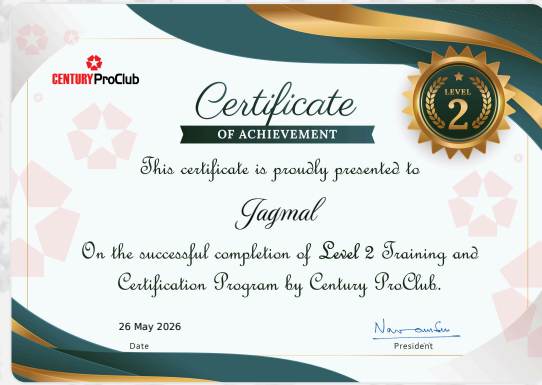 CENTURY ProClub
Certificate
OF ACHIEVEMENT
LEVEL
2
This certificate is proudly presented to
Jagmal
On the successful completion of Level 2 Training and
Certification Program by Century ProClub.
26 May 2026
Date
President